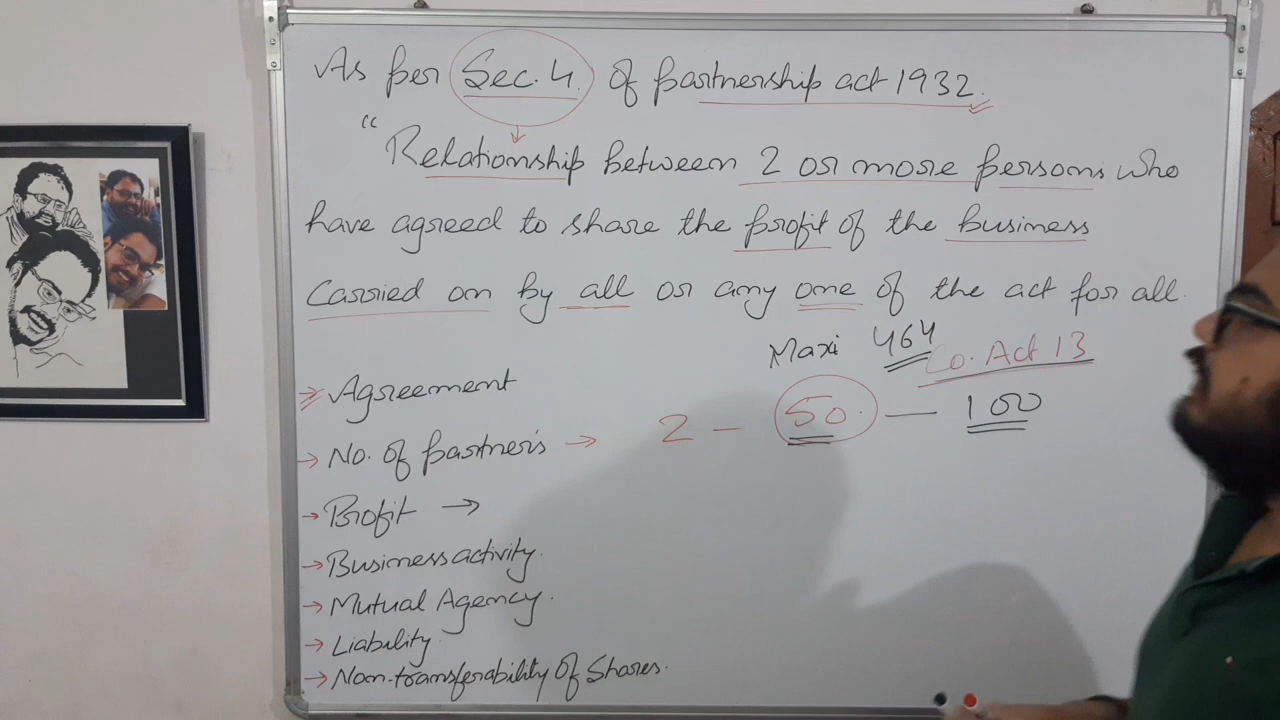 As per Sec. 4. of partnership act 1932.
“ Relationship between 2 or more persons who
have agreed to share the profit of the business
Carried on by all or any one of the act for all.
Maxi 464 Co. Act 13
Agreement
2 - 50. - 100
No. of partner's →
Profit →
Business activity.
Mutual Agency.
Liability
Non-transferability Of Shares.